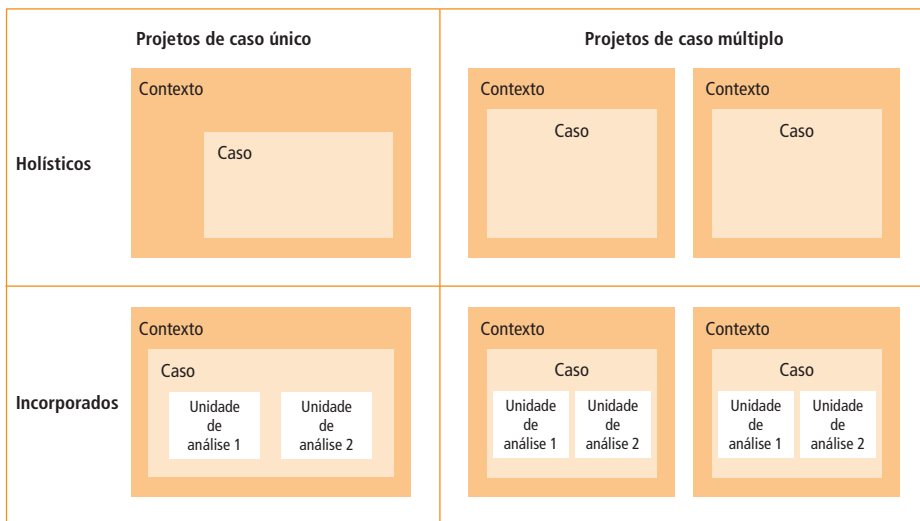 Projetos de caso único
Projetos de caso múltiplo
Holísticos
Contexto
Caso
Contexto
Caso
Contexto
Caso
Incorporados
Contexto
Caso
Unidade
de
análise 1
Unidade
de
análise 2
Contexto
Caso
Unidade
de
análise 1
Unidade
de
análise 2
Contexto
Caso
Unidade
de
análise 1
Unidade
de
análise 2